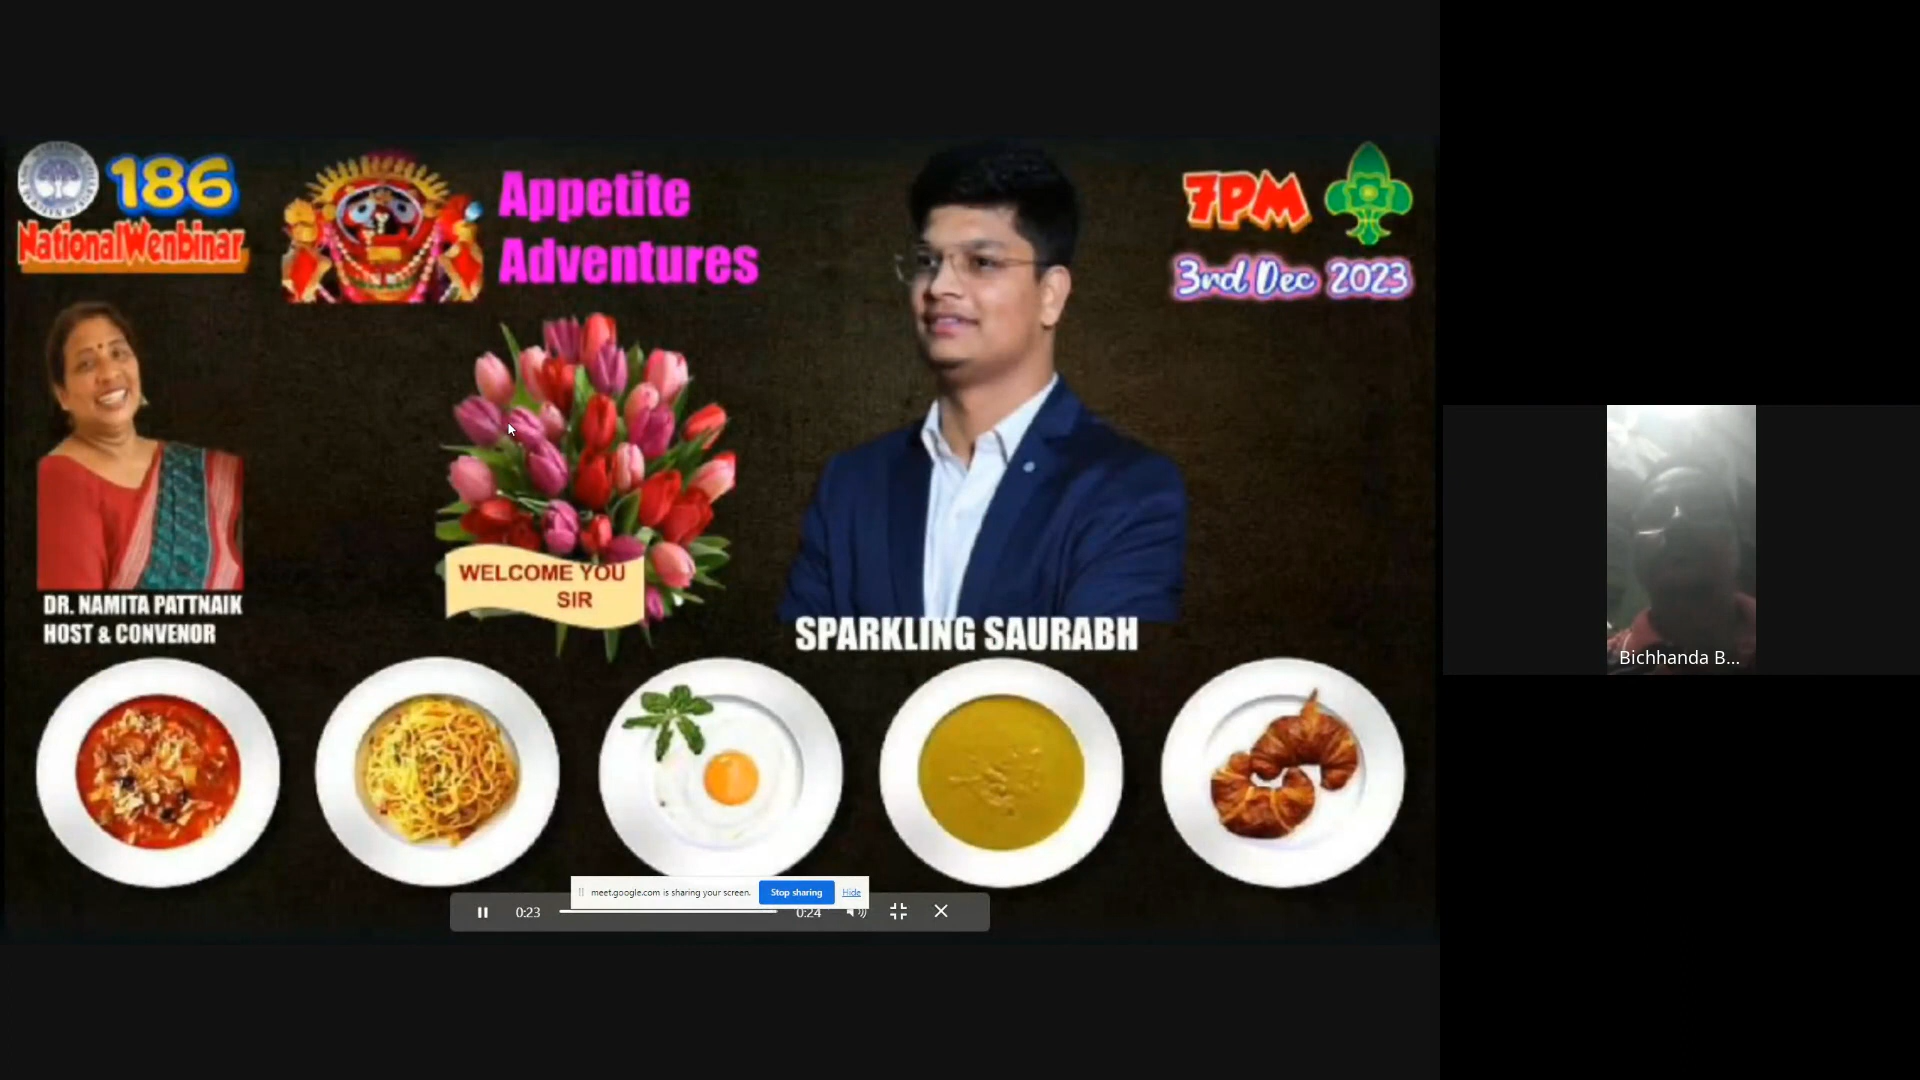 186
NationalWenbinar
Appetite
Adventures
7PM
3rd Dec 2023
WELCOME YOU
SIR
DR. NAMITA PATTNAIK
HOST & CONVENOR
SPARKLING SAURABH
Bichhanda B...
meet.google.com is sharing your screen.
Stop sharing
Hide
0:23
0:24